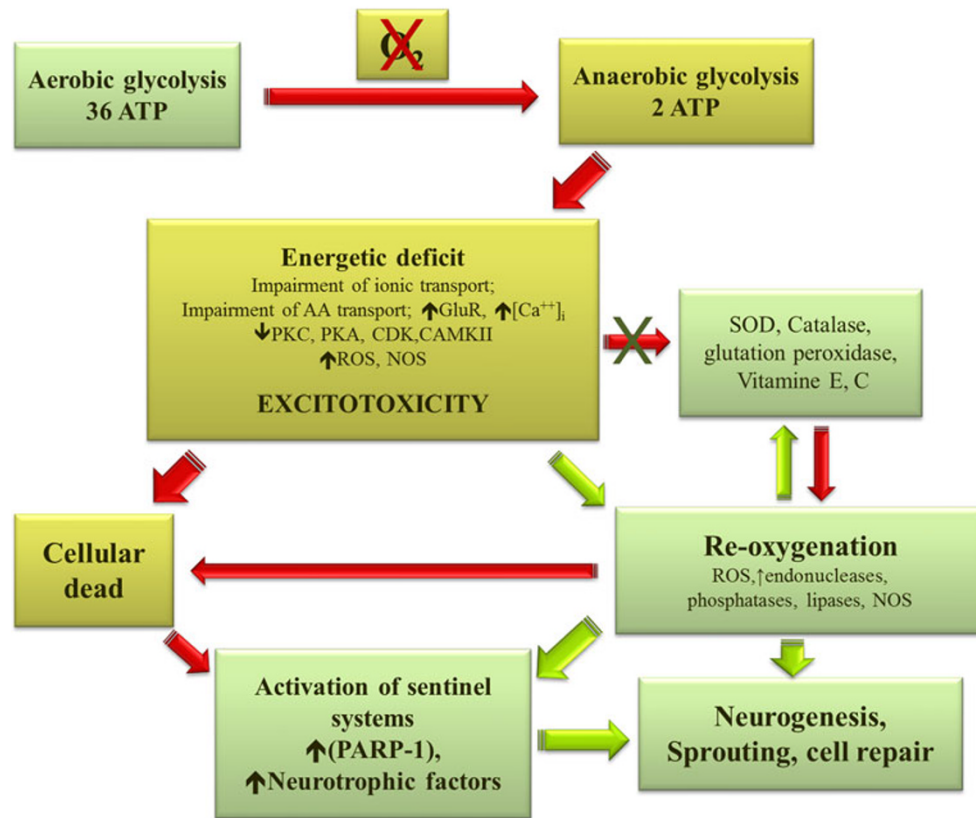 O₂
Aerobic glycolysis
36 ATP
Anaerobic glycolysis
2 ATP
Energetic deficit
Impairment of ionic transport;
Impairment of AA transport; ↑GluR, ↑[Ca⁺⁺]ᵢ
↓PKC, PKA, CDK,CAMKII
↑ROS, NOS
EXCITOTOXICITY
SOD, Catalase,
glutation peroxidase,
Vitamine E, C
Cellular
dead
Re-oxygenation
ROS,↑endonucleases,
phosphatases, lipases, NOS
Activation of sentinel
systems
↑(PARP-1),
↑Neurotrophic factors
Neurogenesis,
Sprouting, cell repair